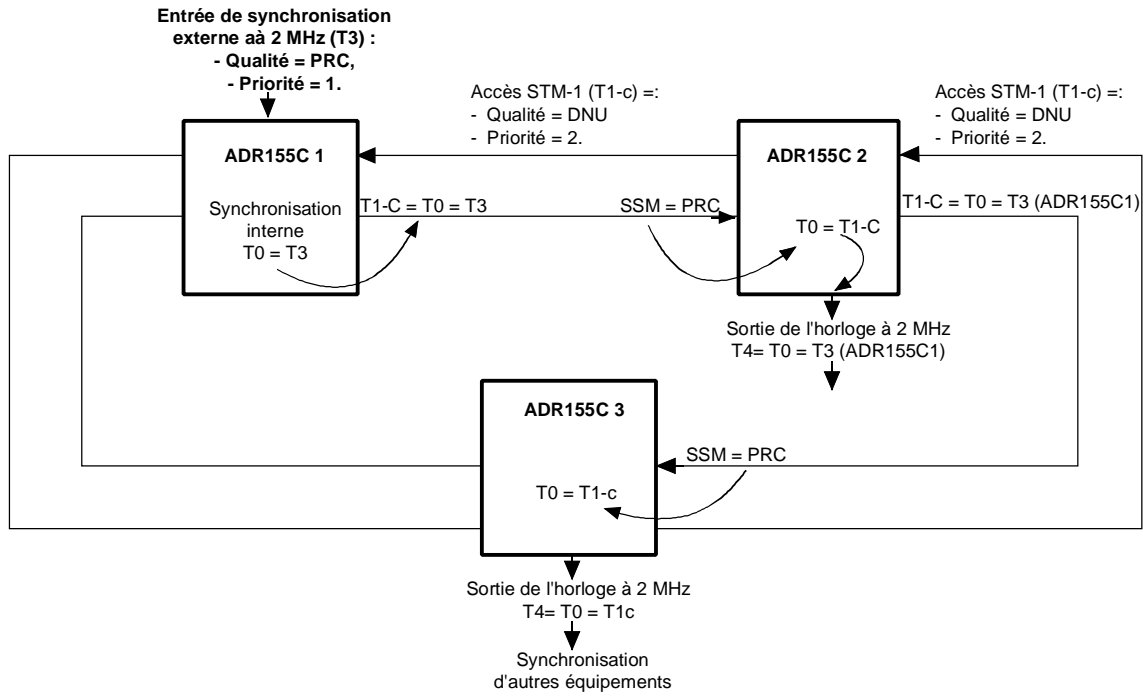 Entrée de synchronisation
externe aà 2 MHz (T3) :
- Qualité = PRC,
- Priorité = 1.
Accès STM-1 (T1-c) =:
- Qualité = DNU
- Priorité = 2.
Accès STM-1 (T1-c) =:
- Qualité = DNU
- Priorité = 2.
ADR155C 1
Synchronisation
interne
T0 = T3
T1-C = T0 = T3
SSM = PRC
ADR155C 2
T0 = T1-C
T1-C = T0 = T3 (ADR155C1)
Sortie de l'horloge à 2 MHz
T4= T0 = T3 (ADR155C1)
ADR155C 3
SSM = PRC
T0 = T1-c
Sortie de l'horloge à 2 MHz
T4= T0 = T1c
Synchronisation
d'autres équipements